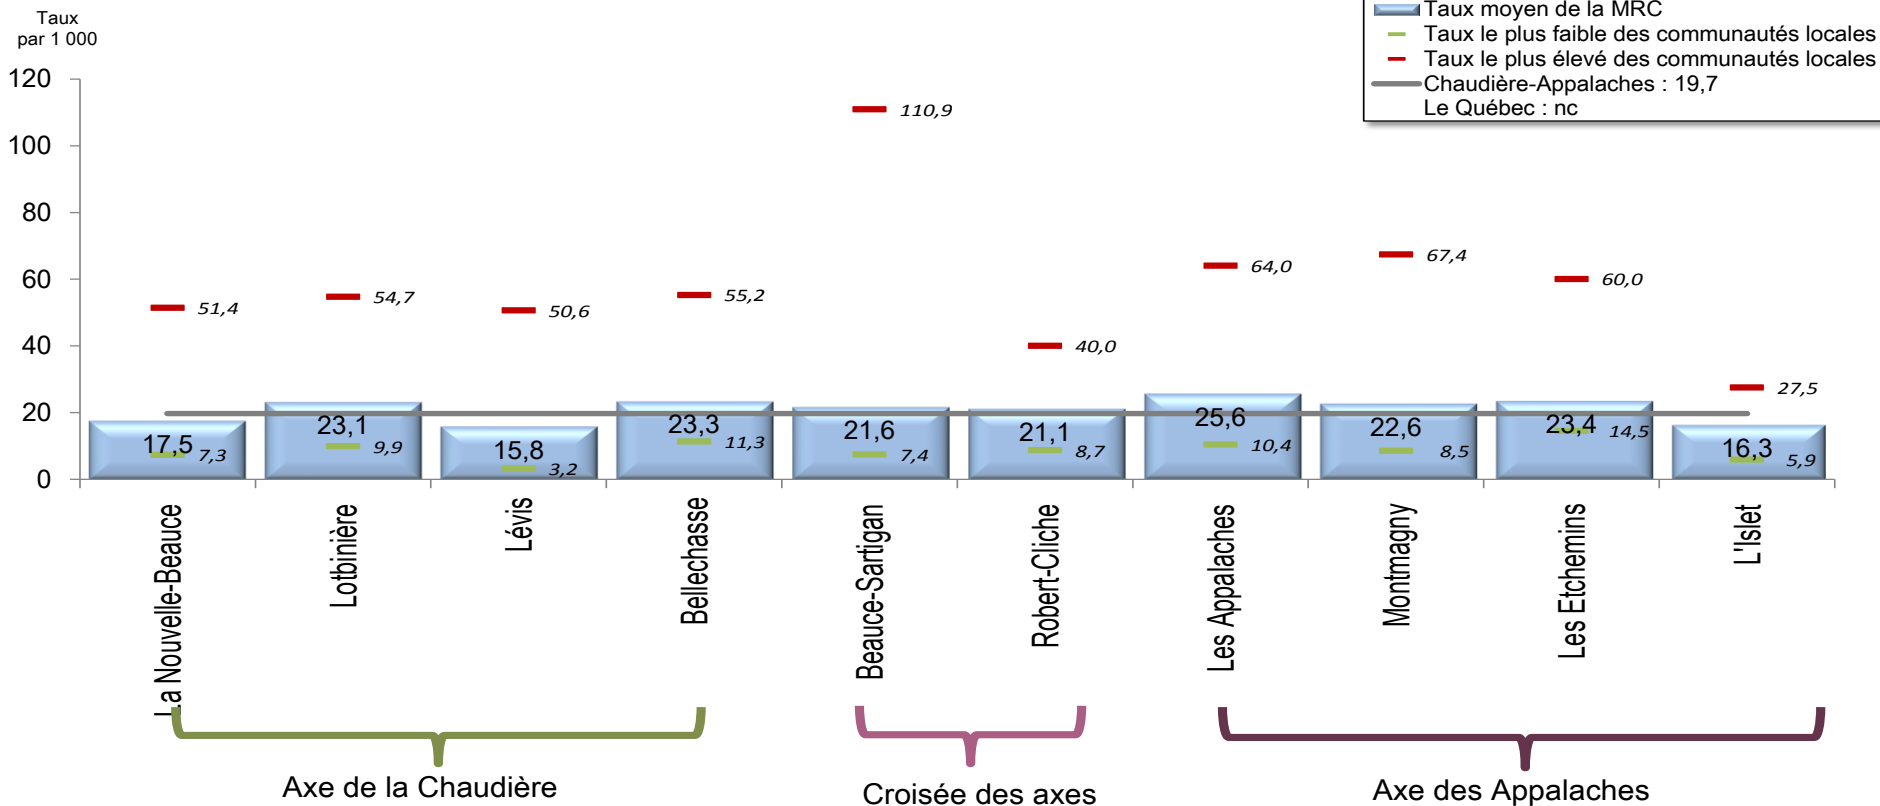 Taux
par 1 000
Taux moyen de la MRC
Taux le plus faible des communautés locales
Taux le plus élevé des communautés locales
Chaudière-Appalaches : 19,7
Le Québec : nc
120
100
80
60
40
20
0
110,9
51,4
54,7
50,6
55,2
40,0
64,0
67,4
60,0
27,5
17,5
23,1
15,8
23,3
21,6
21,1
25,6
22,6
23,4
16,3
7,3
9,9
3,2
11,3
7,4
8,7
10,4
8,5
14,5
5,9
La Nouvelle-Beauce
Lotbinière
Lévis
Bellechasse
Beauce-Sartigan
Robert-Cliche
Les Appalaches
Montmagny
Les Etchemins
L'Islet
Axe de la Chaudière
Croisée des axes
Axe des Appalaches